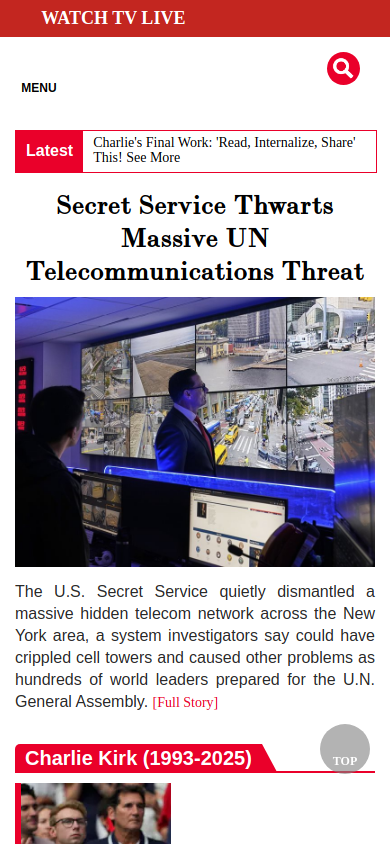 WATCH TV LIVE
MENU
Latest
Charlie's Final Work: 'Read, Internalize, Share'
This! See More
Secret Service Thwarts
Massive UN
Telecommunications Threat
The U.S. Secret Service quietly dismantled a
massive hidden telecom network across the New
York area, a system investigators say could have
crippled cell towers and caused other problems as
hundreds of world leaders prepared for the U.N.
General Assembly. [Full Story]
TOP
Charlie Kirk (1993-2025)